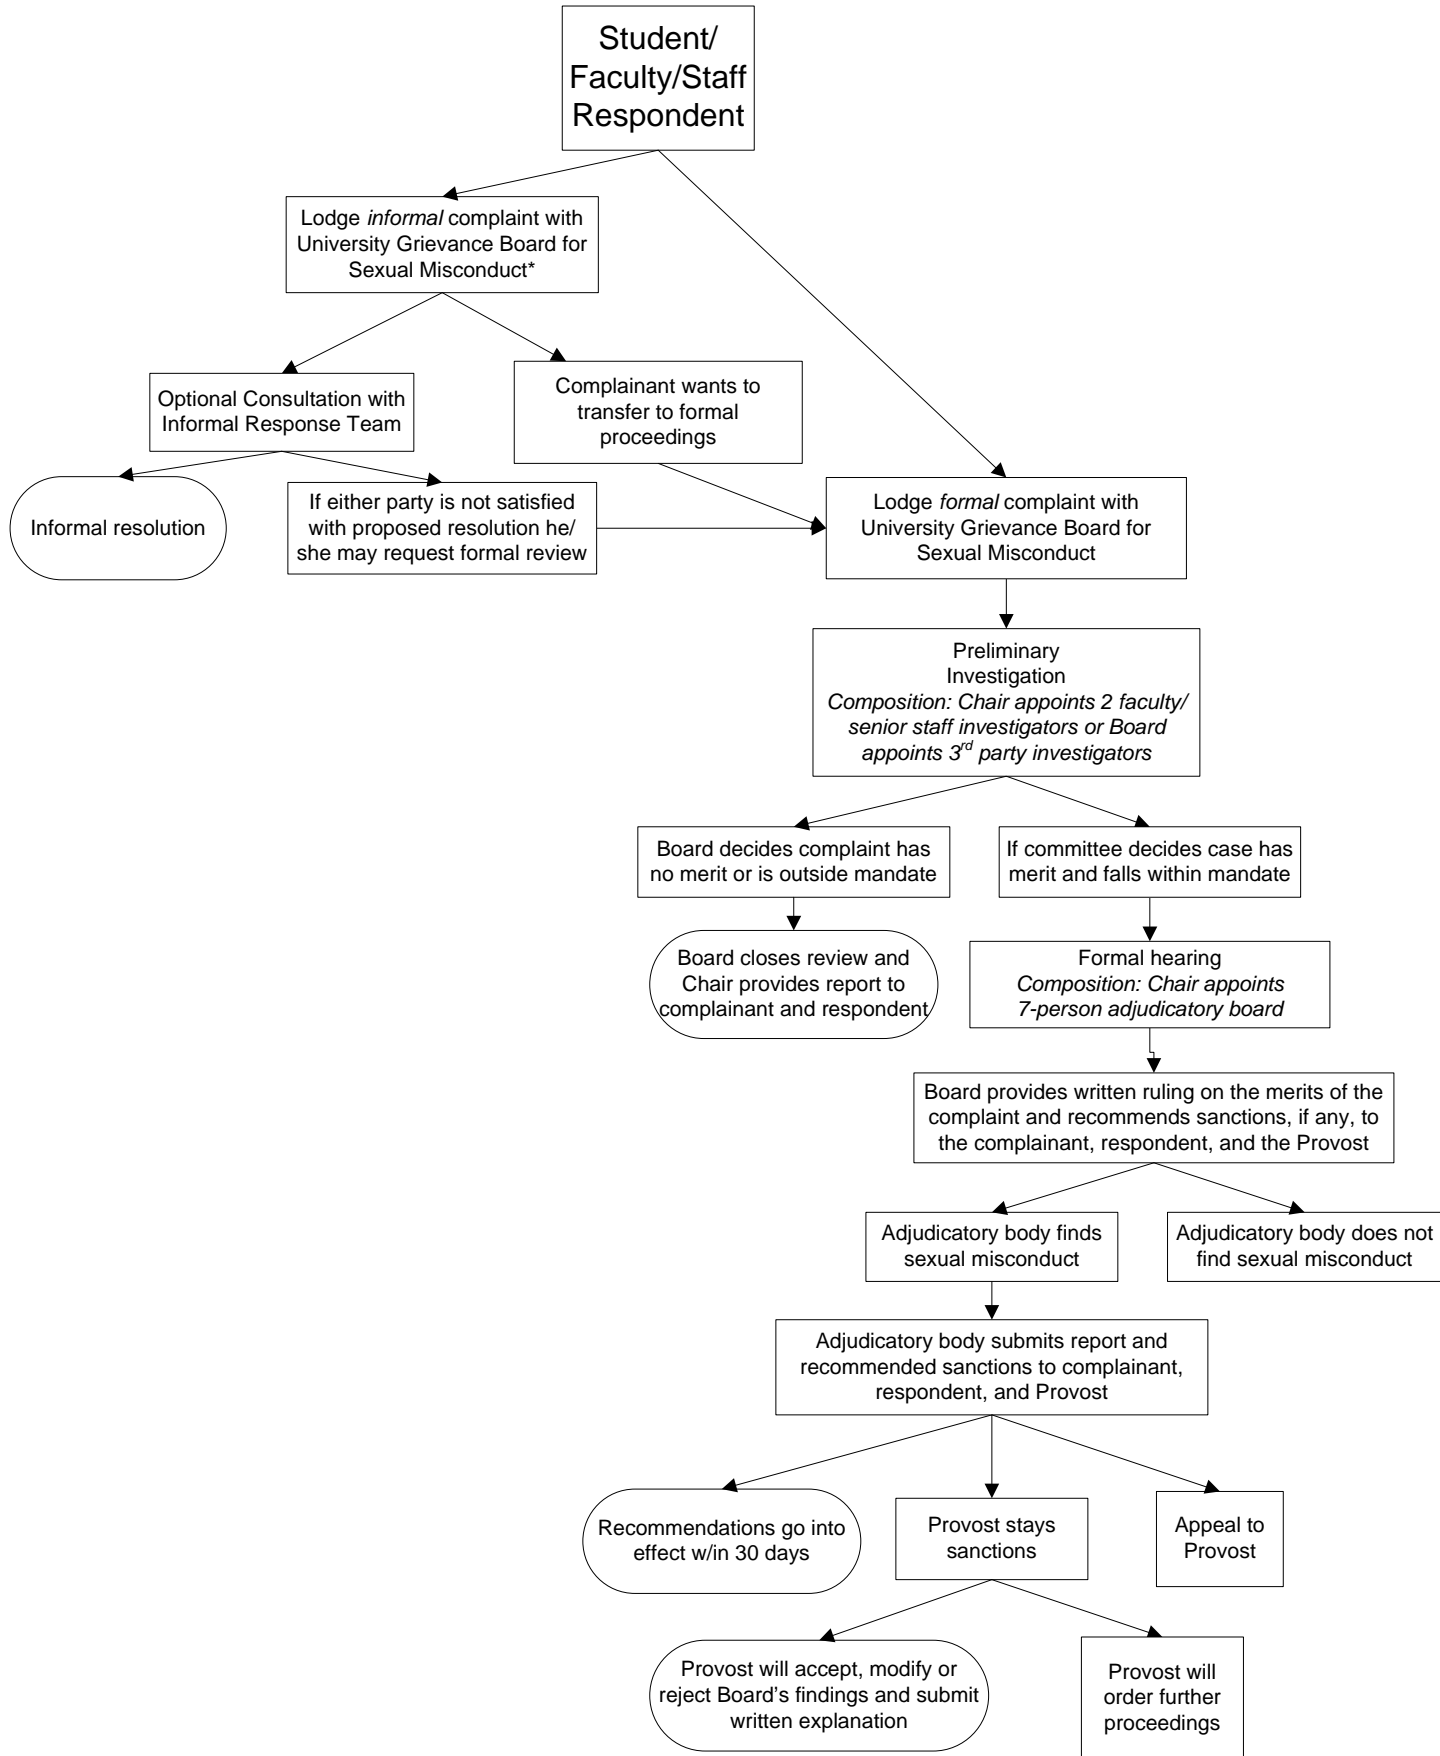 Student/
Faculty/Staff
Respondent
Lodge informal complaint with
University Grievance Board for
Sexual Misconduct*
Optional Consultation with
Informal Response Team
Complainant wants to
transfer to formal
proceedings
Informal resolution
If either party is not satisfied
with proposed resolution he/
she may request formal review
Lodge formal complaint with
University Grievance Board for
Sexual Misconduct
Preliminary
Investigation
Composition: Chair appoints 2 faculty/
senior staff investigators or Board
appoints 3rd party investigators
Board decides complaint has
no merit or is outside mandate
If committee decides case has
merit and falls within mandate
Board closes review and
Chair provides report to
complainant and respondent
Formal hearing
Composition: Chair appoints
7-person adjudicatory board
Board provides written ruling on the merits of the
complaint and recommends sanctions, if any, to
the complainant, respondent, and the Provost
Adjudicatory body finds
sexual misconduct
Adjudicatory body does not
find sexual misconduct
Adjudicatory body submits report and
recommended sanctions to complainant,
respondent, and Provost
Recommendations go into
effect w/in 30 days
Provost stays
sanctions
Appeal to
Provost
Provost will accept, modify or
reject Board’s findings and submit
written explanation
Provost will
order further
proceedings